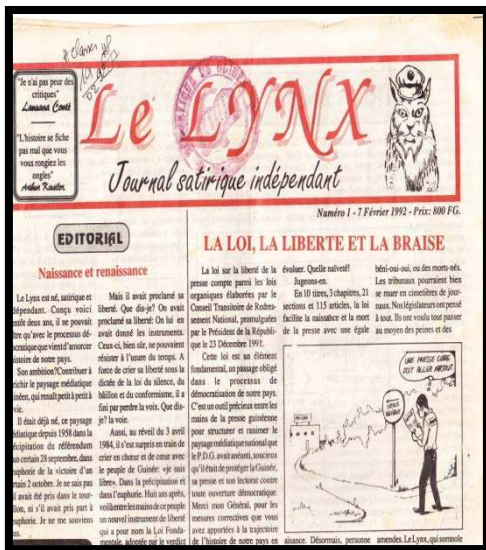 "Je n'ai pas peur des
critiques"
Lansana Conté
"L'histoire se fiche
pas mal que vous
vous rongiez les
ongles"
Le LYNX
Journal satirique indépendant
Numéro 1 - 7 Février 1992 - Prix: 800 FG.
EDITORIAL
Naissance et renaissance
Le Lynx est né, satirique et
dépendant. Conçu voici
entôt deux ans, il ne pouvait
tre qu'avec le processus dé-
ocratique que vient d'amorcer
istoire de notre pays.
Son ambition? Contribuer à
richir le paysage médiatique
inéen, qui renaît petit à petit à
vie.
Il était déjà né, ce paysage
édiatique depuis 1958 dans la
écipitation du référendum
un certain 28 septembre, dans
euphorie de la victoire d'un
rtain 2 octobre. Je ne sais pas
il avait été pris dans le tour-
lon, ni s'il avait pris part à
euphorie. Je ne me souviens
us.
Mais il avait proclamé sa
liberté. Que dis-je? On avait
proclamé sa liberté: On lui en
avait donné les instruments.
Ceux-ci, bien sûr, ne pouvaient
résister à l'usure du temps. A
force de crier sa liberté sous la
dictée de la loi du silence, du
bâillon et du conformisme, il a
fini par perdre la voix. Que dis-
je? la voie.
Aussi, au réveil du 3 avril
1984, il s'est surpris en train de
crier en chœur et de cœur avec
le peuple de Guinée: «je suis
libre». Dans la précipitation et
dans l'euphorie. Huit ans après,
voilà entre les mains de ce peuple
un nouvel instrument de liberté
qui a pour nom la Loi Fonda-
mentale, adoptée par le verdict
LA LOI, LA LIBERTE ET LA BRAISE
La loi sur la liberté de la
presse compte parmi les lois
organiques élaborées par le
Conseil Transitoire de Redres-
sement National, promulguées
par le Président de la Républi-
que le 23 Décembre 1991.
Cette loi est un élément
fondamental, un passage obligé
dans le processus de
démocratisation de notre pays.
C'est un outil précieux entre les
mains de la presse guinéenne
pour structurer et ranimer le
paysage médiatique national que
le P.D.G. avait anéanti, soucieux
qu'il était de protéger la Guinée,
sa presse et son lectorat contre
toute ouverture démocratique.
Merci mon Général, pour les
mesures correctives que vous
avez apportées à la trajectoire
de l'histoire de notre pays en
évoluer. Quelle naïveté!
Jugeons-en.
En 10 titres, 3 chapitres, 21
sections et 115 articles, la loi
facilite la naissance et la mort
de la presse avec une égale
aisance. Désormais, personne
béni-oui-oui, ou des morts-nés.
Les tribunaux pourraient bien
se muer en cimetières de jour-
naux. Nos législateurs ont pensé
à tout. Ils ont voulu tout passer
au moyen des peines et des
UNE PRESSE LIBRE
DOIT ALLER PARTOUT
SENS
UNIQUE
amendes. Le Lynx, qui somnole